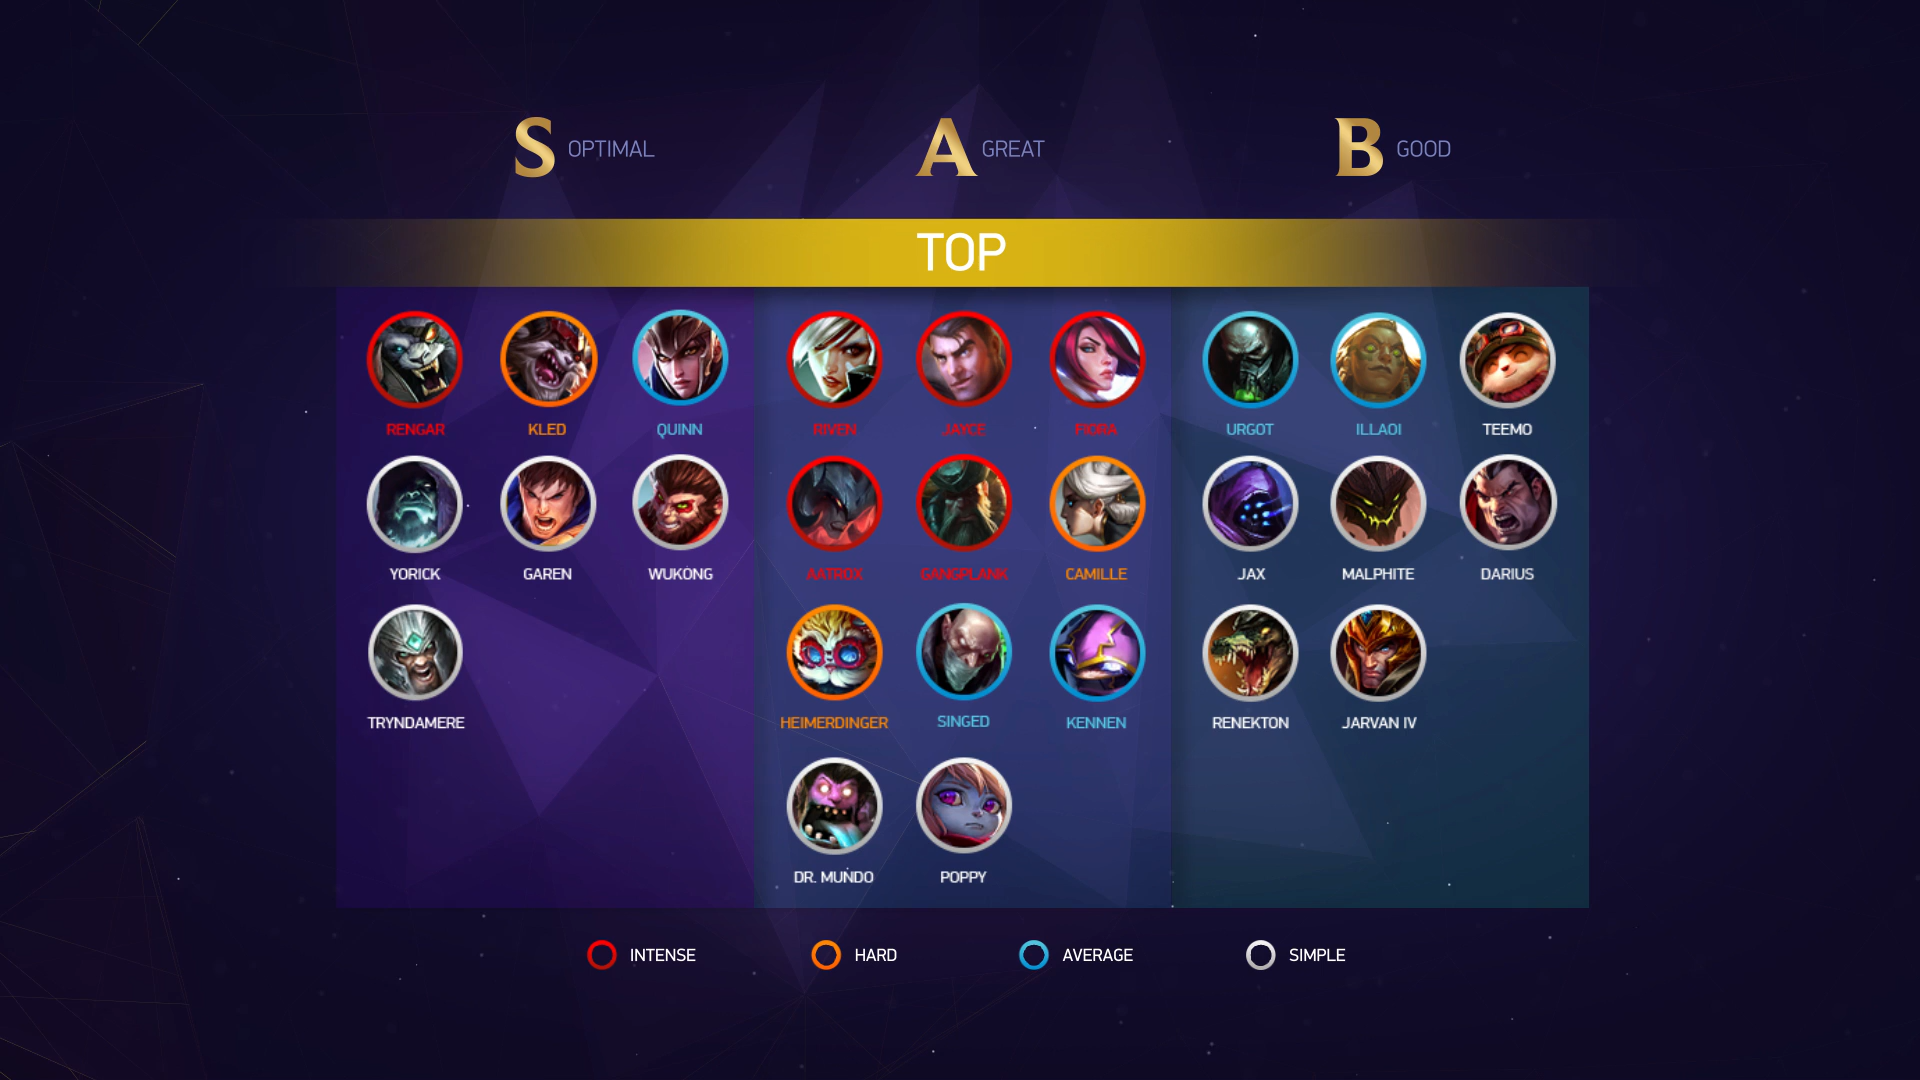 S OPTIMAL A GREAT B GOOD
TOP
RENGAR KLED QUINN RIVEN JAYCE FIORA URGOT ILLAOI TEEMO
YORICK GAREN WUKONG AATROX GANGPLANK CAMILLE JAX MALPHITE DARIUS
TRYNDAMERE HEIMERDINGER SINGED KENNEN RENEKTON JARVAN IV
DR. MUNDO POPPY
INTENSE HARD AVERAGE SIMPLE